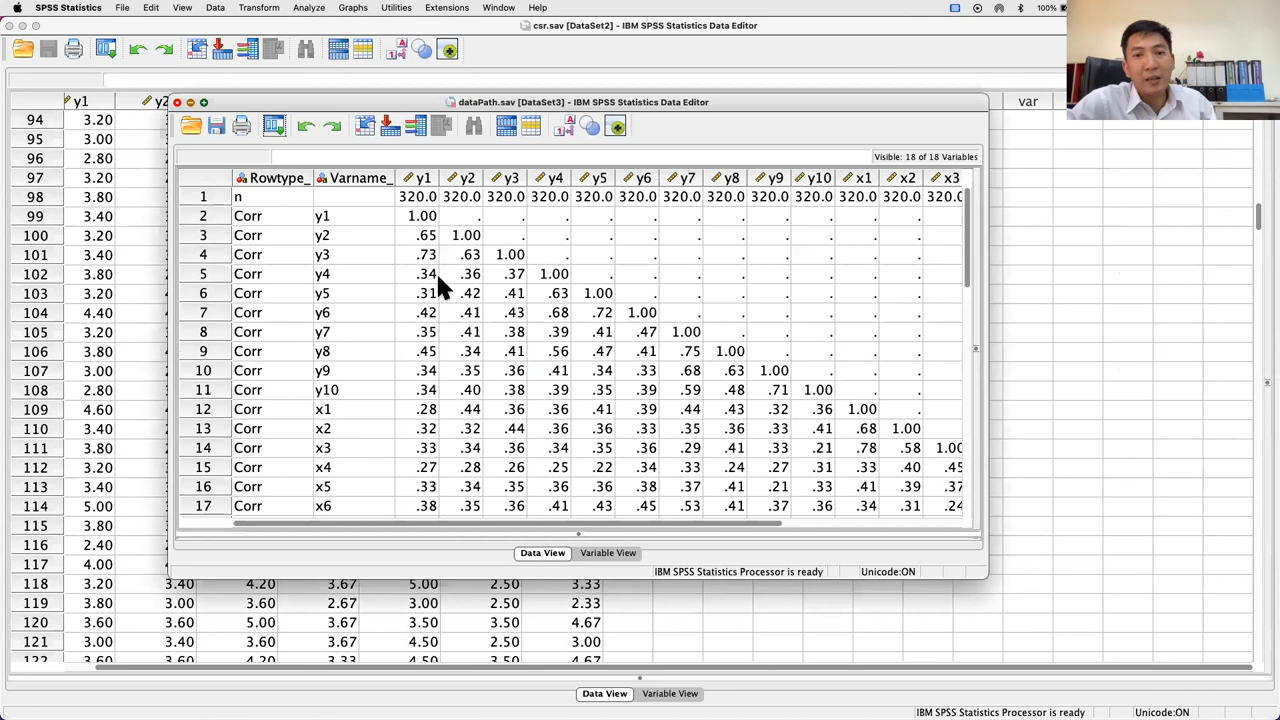 SPSS Statistics File Edit View Data Transform Analyze Graphs Utilities Extensions Window Help 100%
csr.sav [DataSet2] - IBM SPSS Statistics Data Editor
y1 y2 var
dataPath.sav [DataSet3] - IBM SPSS Statistics Data Editor
Visible: 18 of 18 Variables
Rowtype_ Varname_ y1 y2 y3 y4 y5 y6 y7 y8 y9 y10 x1 x2 x3
1 n 320.0 320.0 320.0 320.0 320.0 320.0 320.0 320.0 320.0 320.0 320.0 320.0 320.0
2 Corr y1 1.00 . . . . . . . . . . .
3 Corr y2 .65 1.00 . . . . . . . . . .
4 Corr y3 .73 .63 1.00 . . . . . . . . .
5 Corr y4 .34 .36 .37 1.00 . . . . . . . .
6 Corr y5 .31 .42 .41 .63 1.00 . . . . . . .
7 Corr y6 .42 .41 .43 .68 .72 1.00 . . . . . .
8 Corr y7 .35 .41 .38 .39 .41 .47 1.00 . . . . .
9 Corr y8 .45 .34 .41 .56 .47 .41 .75 1.00 . . . .
10 Corr y9 .34 .35 .36 .41 .34 .33 .68 .63 1.00 . . .
11 Corr y10 .34 .40 .38 .39 .35 .39 .59 .48 .71 1.00 . .
12 Corr x1 .28 .44 .36 .36 .41 .39 .44 .43 .32 .36 1.00 .
13 Corr x2 .32 .32 .44 .36 .36 .33 .35 .36 .33 .41 .68 1.00
14 Corr x3 .33 .34 .36 .34 .35 .36 .29 .41 .33 .21 .78 .58 1.00
15 Corr x4 .27 .28 .26 .25 .22 .34 .33 .24 .27 .31 .33 .40 .45
16 Corr x5 .33 .34 .35 .36 .36 .38 .37 .41 .21 .33 .41 .39 .37
17 Corr x6 .38 .35 .36 .41 .43 .45 .53 .41 .37 .36 .34 .31 .24
Data View Variable View
IBM SPSS Statistics Processor is ready Unicode:ON
94 3.20
95 3.00
96 2.80
97 3.20
98 3.40
99 3.40
100 3.20
101 3.40
102 3.80
103 3.20
104 4.40
105 3.20
106 3.80
107 3.00
108 2.80
109 4.60
110 3.40
111 3.80
112 3.20
113 3.40
114 5.00
115 3.80
116 2.40
117 4.00
118 3.20 3.40 4.20 3.67 5.00 2.50 3.33
119 3.80 3.00 3.60 2.67 3.00 2.50 2.33
120 3.60 3.60 5.00 3.67 3.50 3.50 4.67
121 3.00 3.40 3.60 3.67 4.50 2.50 3.00
122 3.60 3.60 4.20 3.33 4.50 3.50 4.67
Data View Variable View
IBM SPSS Statistics Processor is ready Unicode:ON